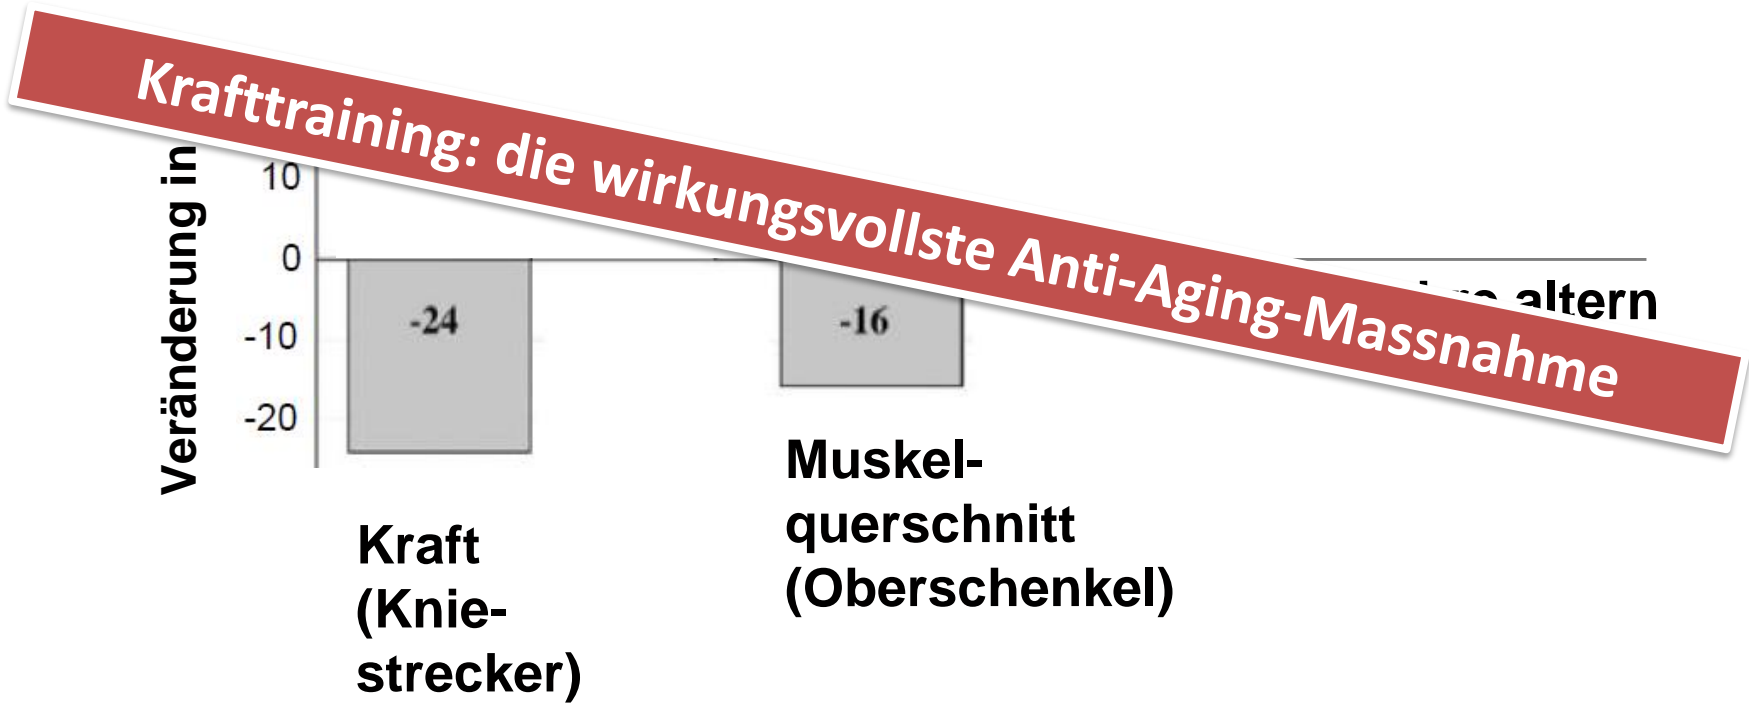 Krafttraining: die wirkungsvollste Anti-Aging-Massnahme
Veränderung in
10
0
-10
-20
-24
-16
altern
Kraft
(Knie-
strecker)
Muskel-
querschnitt
(Oberschenkel)